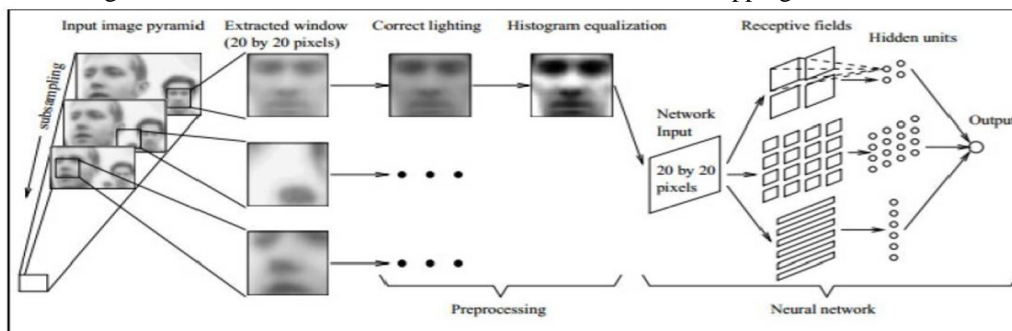 Input image pyramid
Extracted window
(20 by 20 pixels)
Correct lighting
Histogram equalization
Receptive fields
Hidden units
subsampling
Network
Input
20 by 20
pixels
Output
Preprocessing
Neural network